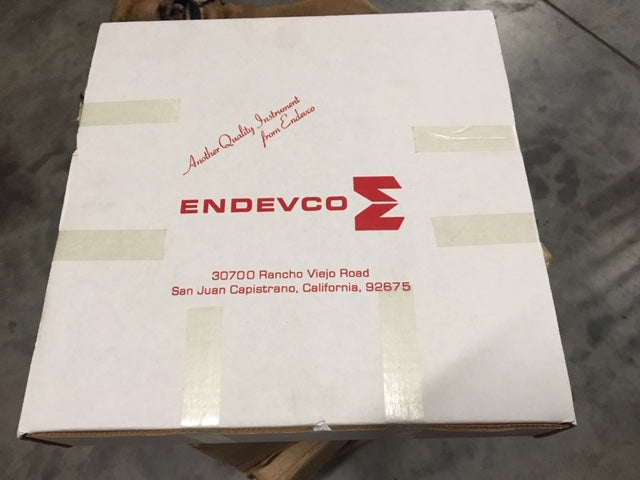 Another Quality Instrument
from Endevco
ENDEVCO
30700 Rancho Viejo Road
San Juan Capistrano, California, 92675